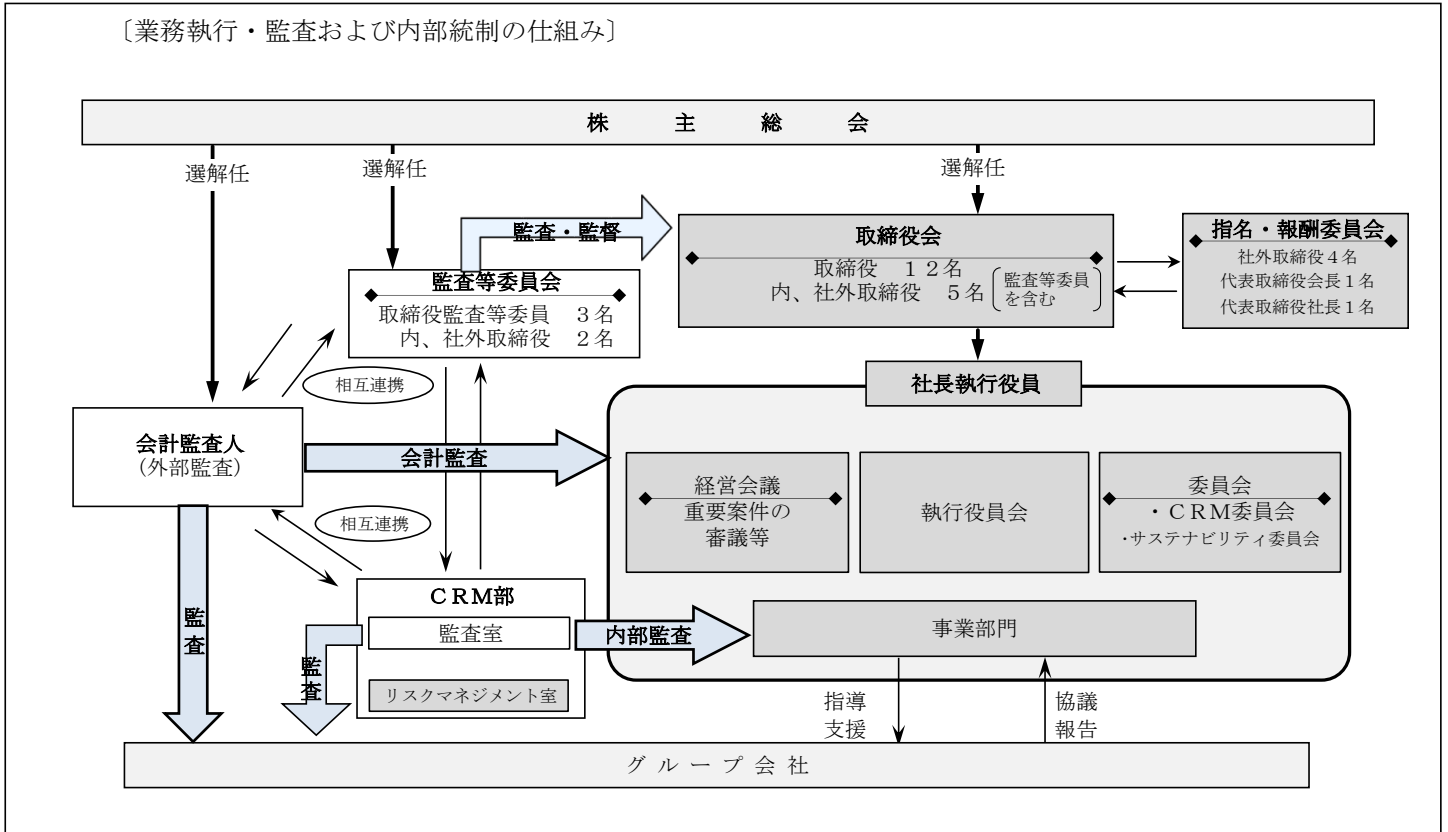 〔業務執行・監査および内部統制の仕組み〕
株　主　総　会
選解任
選解任
選解任
監査・監督
取締役会
取締役　１２名
内、社外取締役　５名
監査等委員
を含む
指名・報酬委員会
社外取締役４名
代表取締役会長１名
代表取締役社長１名
監査等委員会
取締役監査等委員　３名
内、社外取締役　２名
相互連携
社長執行役員
会計監査人
（外部監査）
会計監査
経営会議
重要案件の
審議等
執行役員会
委員会
・ＣＲＭ委員会
・サステナビリティ委員会
相互連携
ＣＲＭ部
監査室
リスクマネジメント室
内部監査
事業部門
監査
監査
指導
支援
協議
報告
グ ル ー プ 会 社